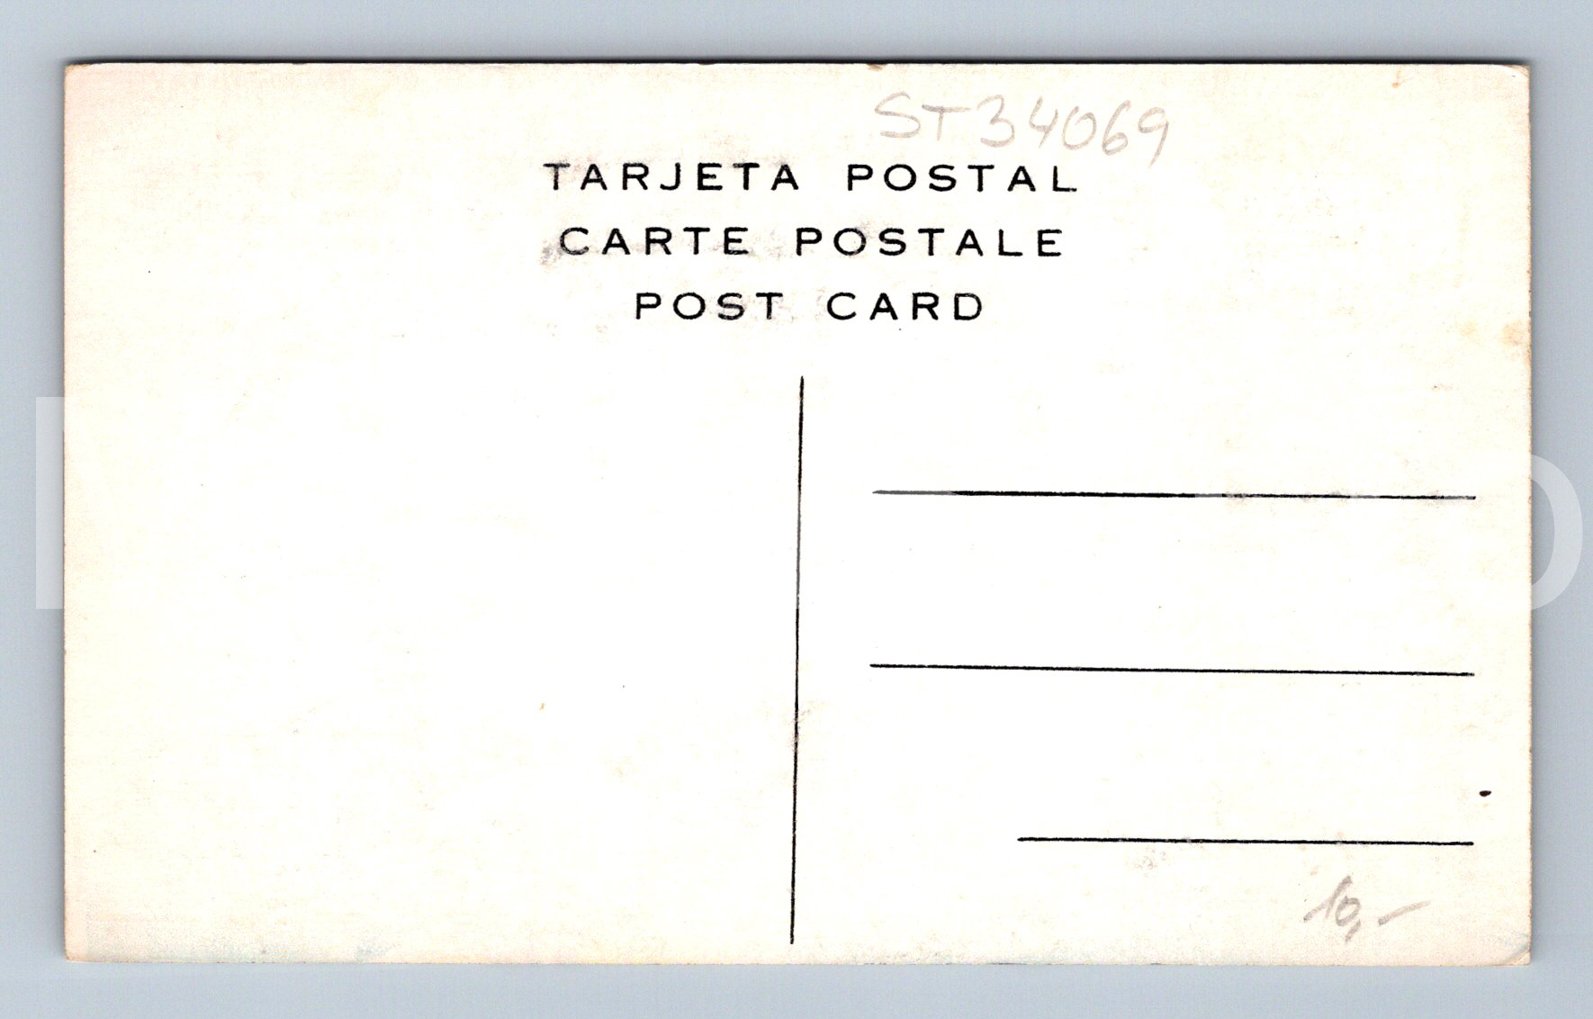 ST34069
TARJETA POSTAL
CARTE POSTALE
POST CARD
10,-